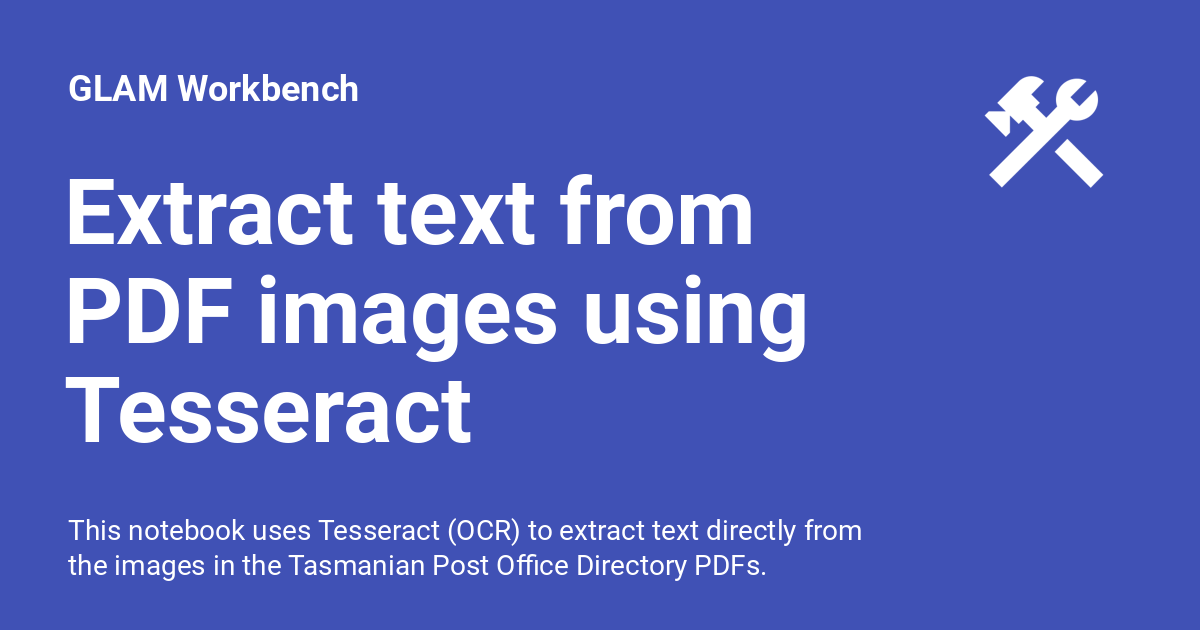 GLAM Workbench
Extract text from
PDF images using
Tesseract
This notebook uses Tesseract (OCR) to extract text directly from
the images in the Tasmanian Post Office Directory PDFs.